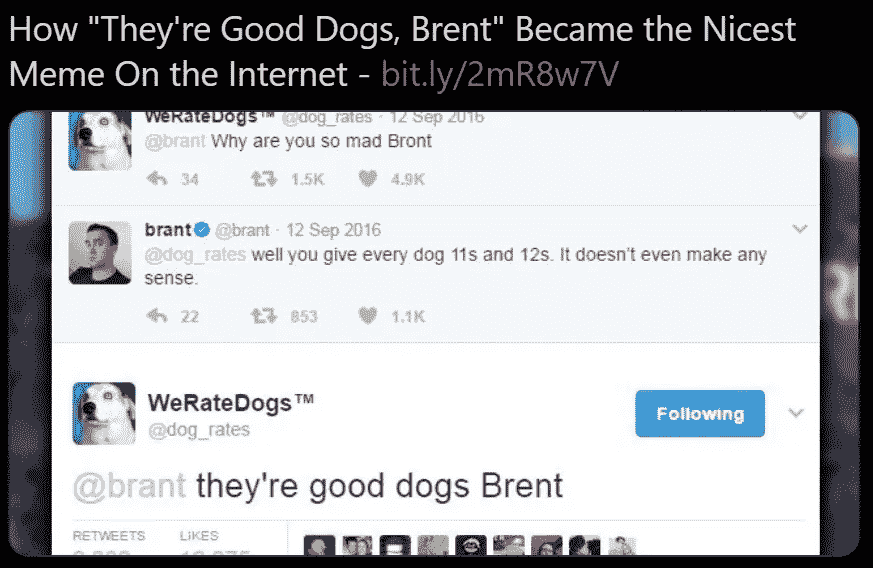 How "They're Good Dogs, Brent" Became the Nicest
Meme On the Internet - bit.ly/2mR8w7V
WeRateDogs™ @dog_rates · 12 Sep 2016
@brant Why are you so mad Bront
34 1.5K 4.9K
brant @brant · 12 Sep 2016
@dog_rates well you give every dog 11s and 12s. It doesn't even make any
sense.
22 853 1.1K
WeRateDogs™
@dog_rates
Following
@brant they're good dogs Brent
RETWEETS LIKES